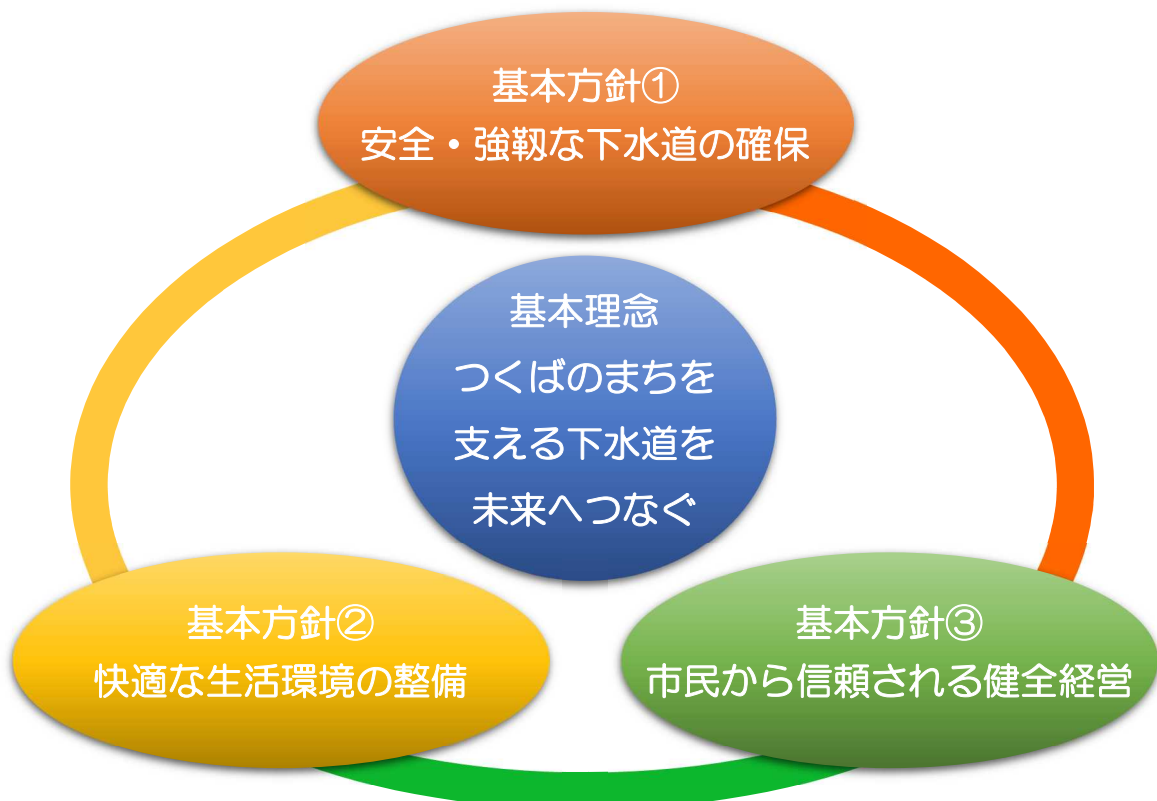 基本方針①
安全・強靱な下水道の確保
基本理念
つくばのまちを
支える下水道を
未来へつなぐ
基本方針②
快適な生活環境の整備
基本方針③
市民から信頼される健全経営